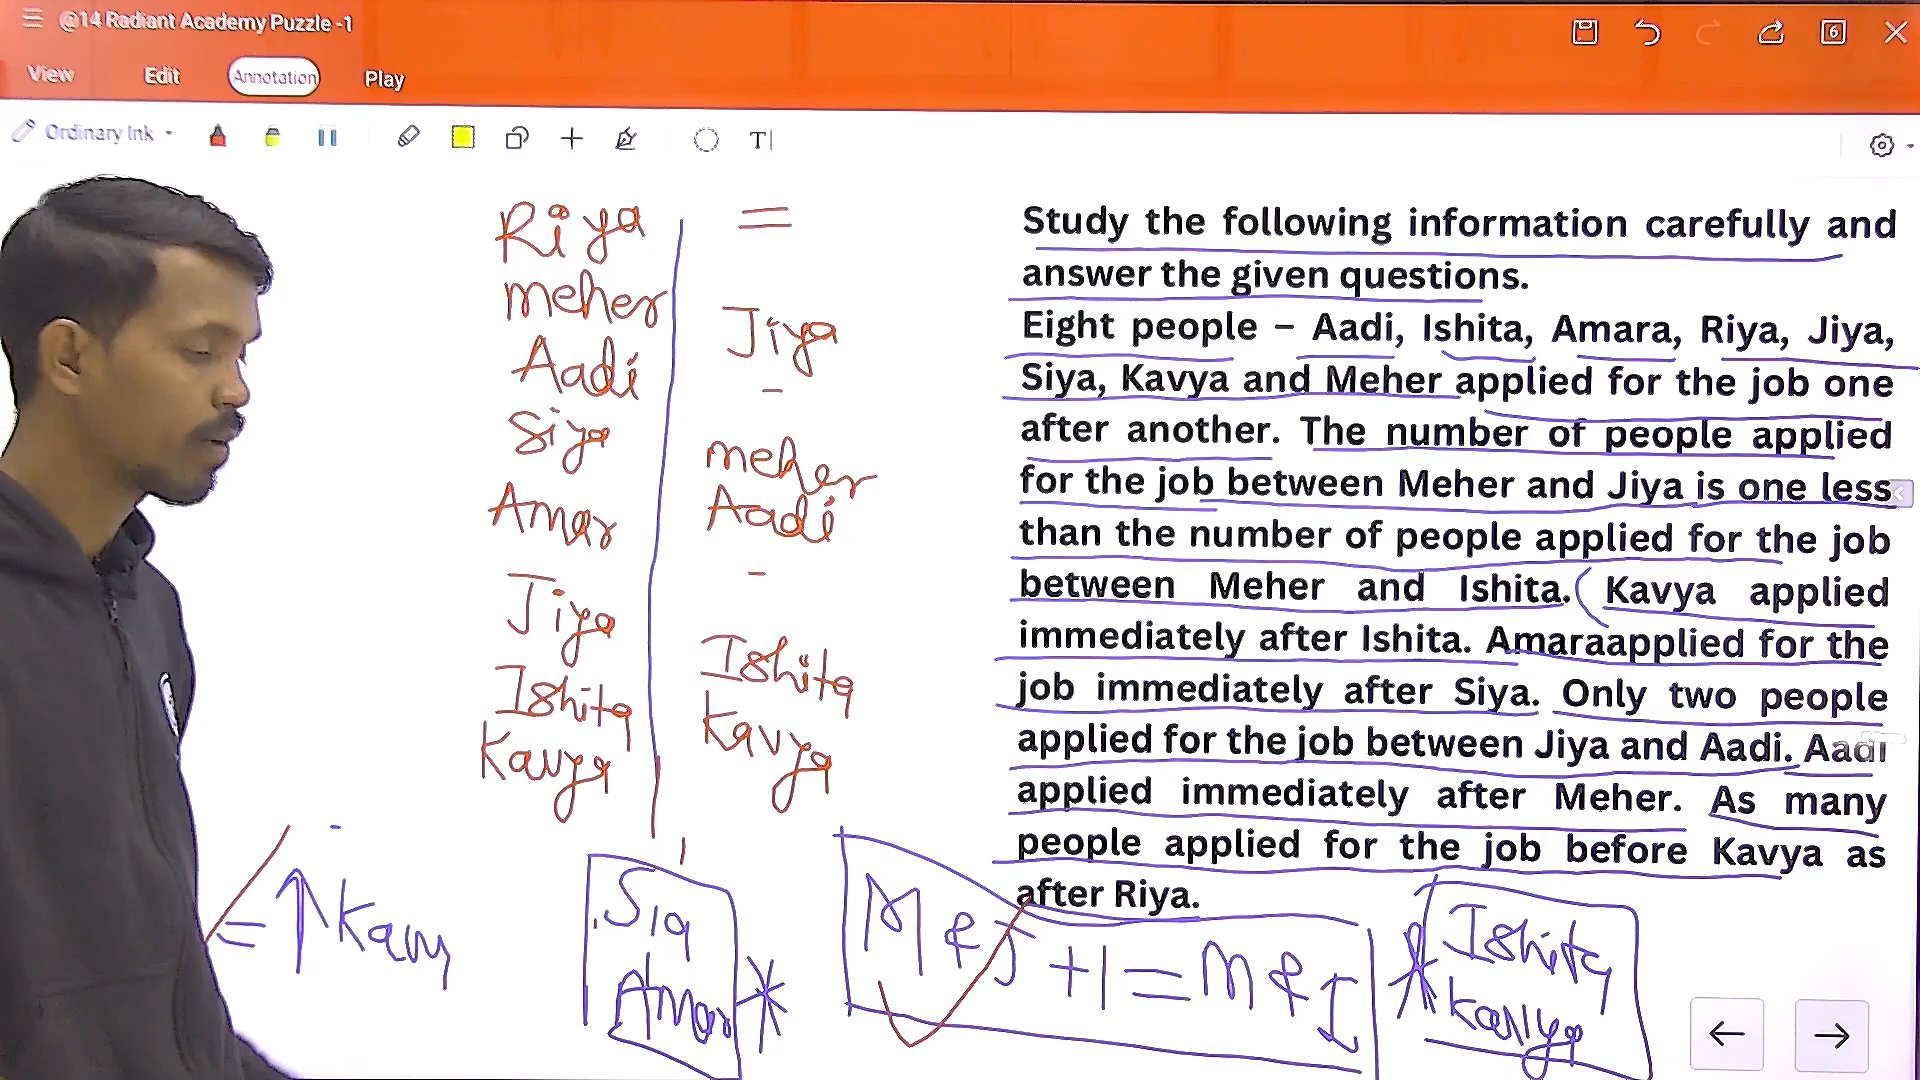 @14 Radiant Academy Puzzle -1
View Edit Annotation Play
Ordinary Ink
T|
6
Riya
meher
Aadi
Siya
Amar
Jiya
Ishita
Kavya
=
Jiya
-
meher
Aadi
-
Ishita
Kavya
Study the following information carefully and
answer the given questions.
Eight people – Aadi, Ishita, Amara, Riya, Jiya,
Siya, Kavya and Meher applied for the job one
after another. The number of people applied
for the job between Meher and Jiya is one less
than the number of people applied for the job
between Meher and Ishita. Kavya applied
immediately after Ishita. Amaraapplied for the
job immediately after Siya. Only two people
applied for the job between Jiya and Aadi. Aadi
applied immediately after Meher. As many
people applied for the job before Kavya as
after Riya.
= ↑ Kavy
Siya
Amar *
M & J +1 = M & I
* Ishita
Kavya
← →